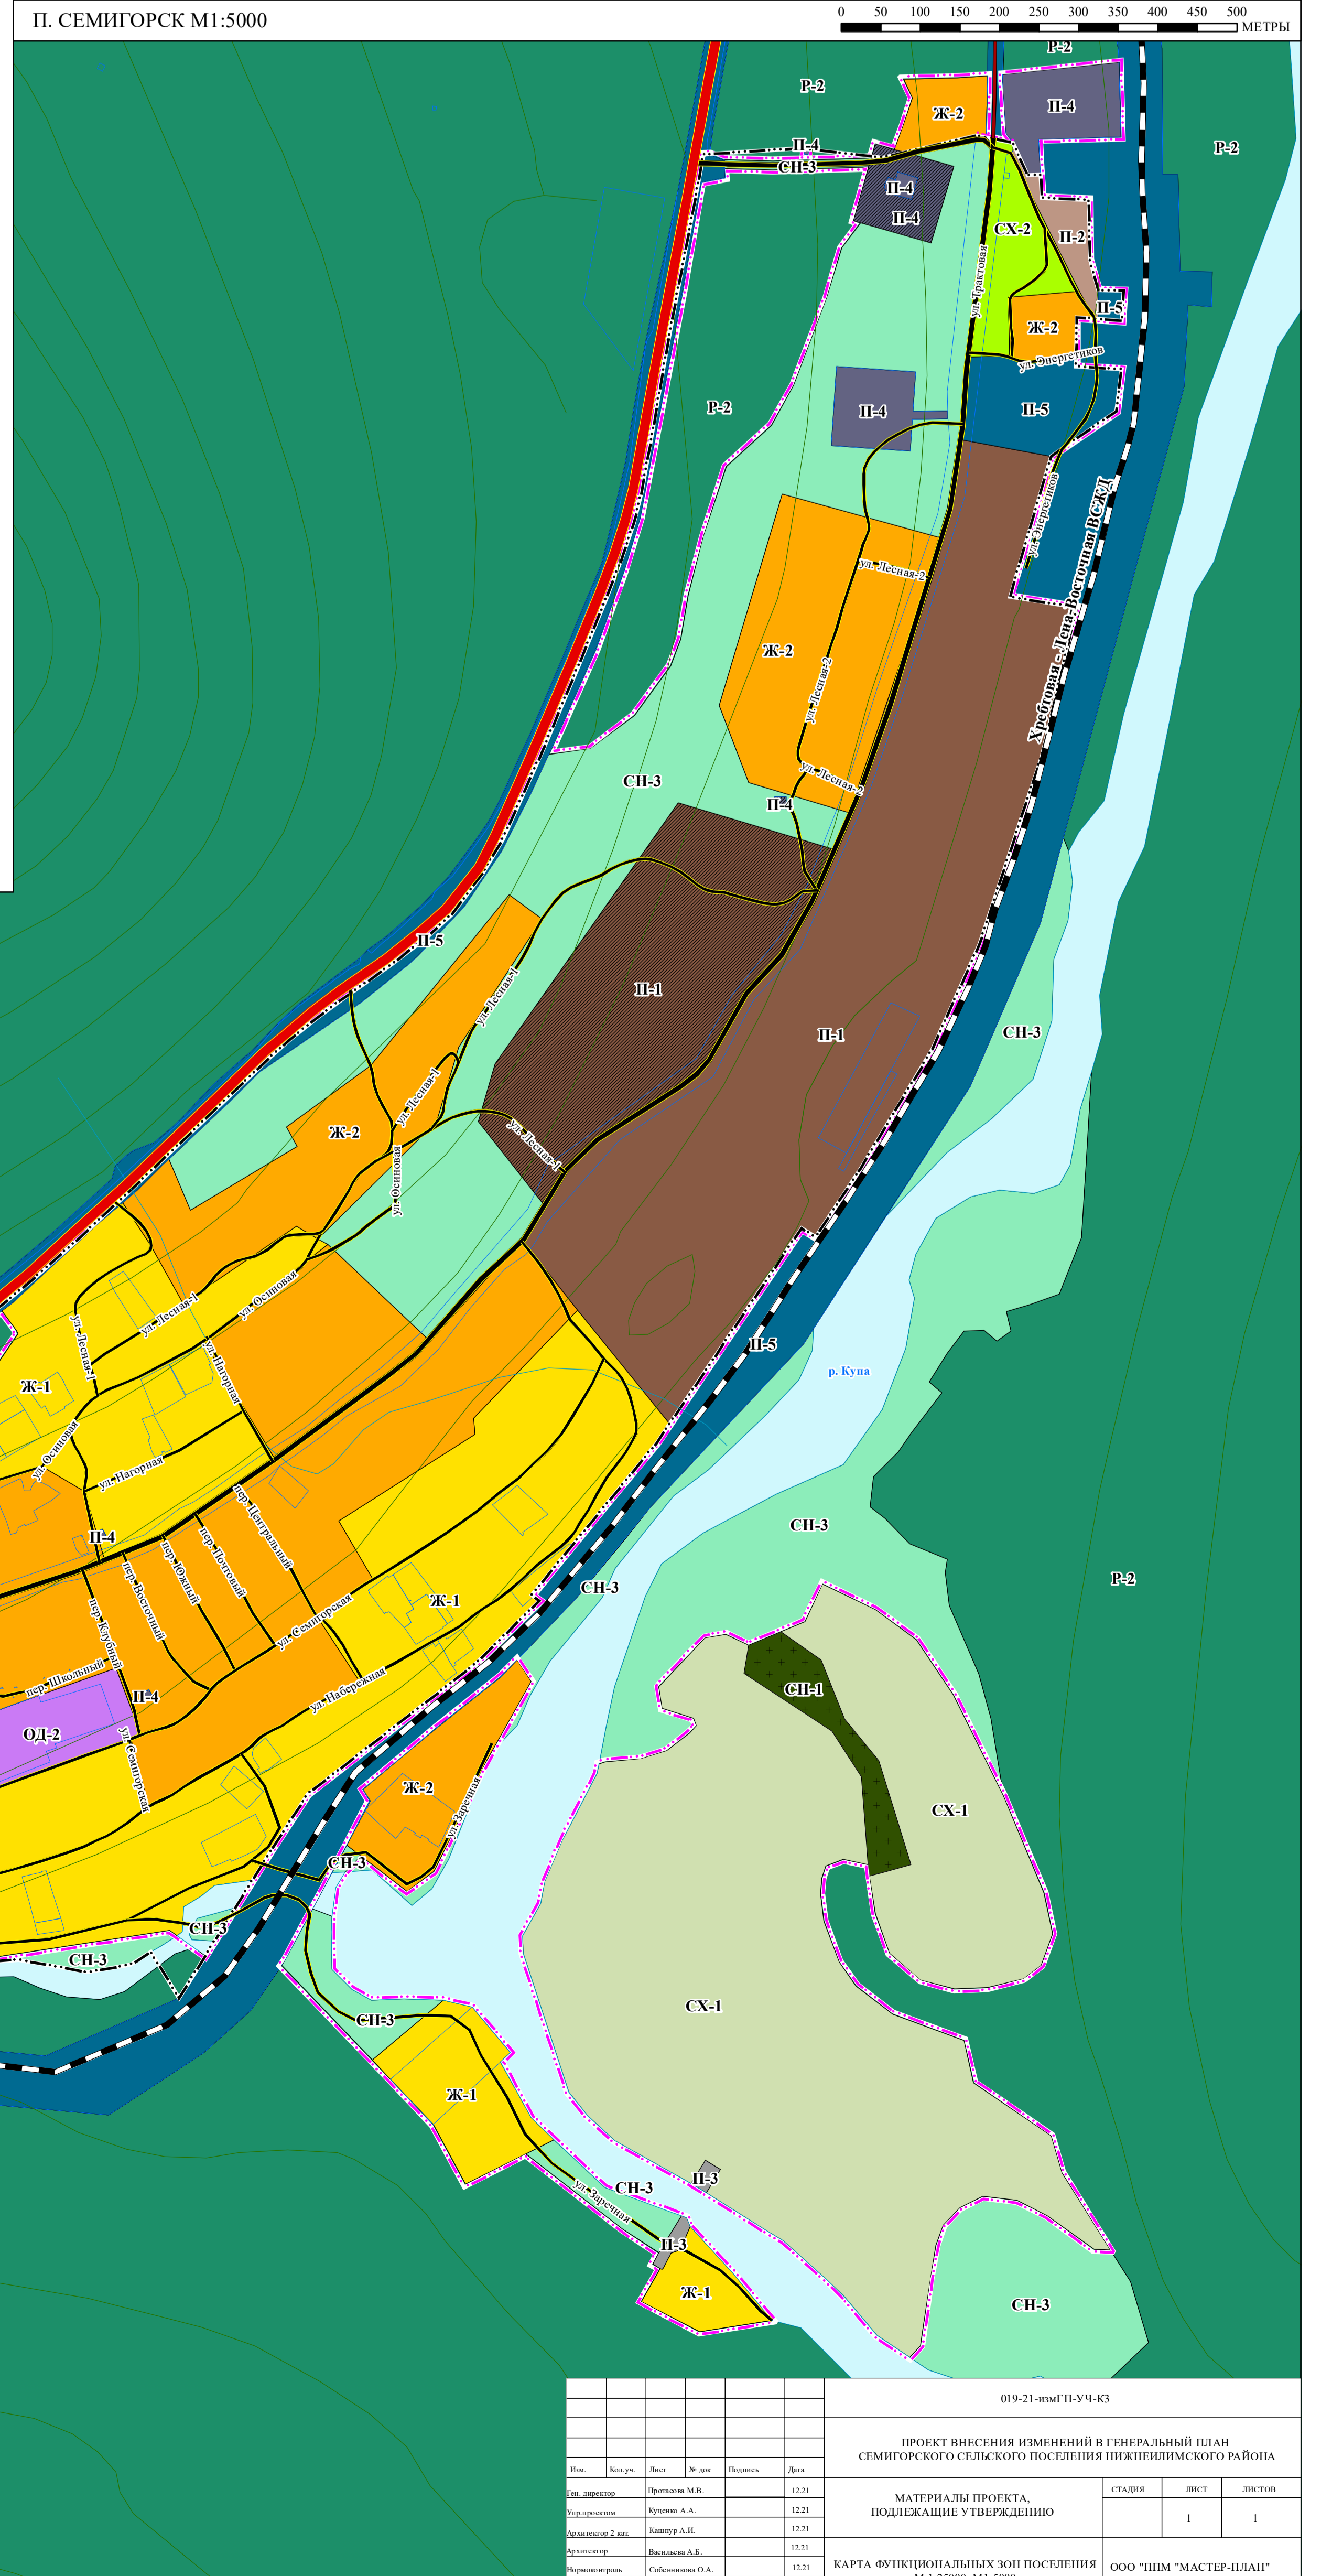 П. СЕМИГОРСК М1:5000
0 50 100 150 200 250 300 350 400 450 500
МЕТРЫ
Р-2
Р-2
Ж-2
П-4
Р-2
П-4
СН-3
П-4
П-4
СХ-2
П-2
ул. Трактовая
П-5
Ж-2
ул. Энергетиков
Р-2
П-4
П-5
ул. Энергетиков
Хребтовая - Лена-Восточная ВСЖД
ул. Лесная-2
Ж-2
ул. Лесная-2
ул. Лесная-2
СН-3
П-4
П-5
П-1
ул. Лесная-1
П-1
СН-3
ул. Лесная-1
Ж-2
ул. Лесная-1
ул. Осиновая
ул. Осиновая
ул. Лесная-1
ул. Лесная-1
ул. Нагорная
П-5
р. Купа
Ж-1
ул. Осиновая
ул. Нагорная
пер. Центральный
П-4
пер. Почтовый
пер. Южный
пер. Восточный
пер. Клубный
СН-3
СН-3
Р-2
Ж-1
ул. Семигорская
пер. Школьный
ул. Набережная
П-4
СН-1
ОД-2
ул. Семигорская
Ж-2
ул. Заречная
СХ-1
СН-3
СН-3
СН-3
СХ-1
СН-3
Ж-1
П-3
СН-3
ул. Заречная
П-3
Ж-1
СН-3
019-21-измГП-УЧ-К3
ПРОЕКТ ВНЕСЕНИЯ ИЗМЕНЕНИЙ В ГЕНЕРАЛЬНЫЙ ПЛАН
СЕМИГОРСКОГО СЕЛЬСКОГО ПОСЕЛЕНИЯ НИЖНЕИЛИМСКОГО РАЙОНА
Изм. Кол.уч. Лист № док Подпись Дата
Ген. директор Протасова М.В. 12.21
Упр.проектом Куценко А.А. 12.21
Архитектор 2 кат. Кашпур А.И. 12.21
Архитектор Васильева А.Б. 12.21
Нормоконтроль Собенникова О.А. 12.21
МАТЕРИАЛЫ ПРОЕКТА,
ПОДЛЕЖАЩИЕ УТВЕРЖДЕНИЮ
СТАДИЯ ЛИСТ ЛИСТОВ
1 1
КАРТА ФУНКЦИОНАЛЬНЫХ ЗОН ПОСЕЛЕНИЯ
ООО "ППМ "МАСТЕР-ПЛАН"